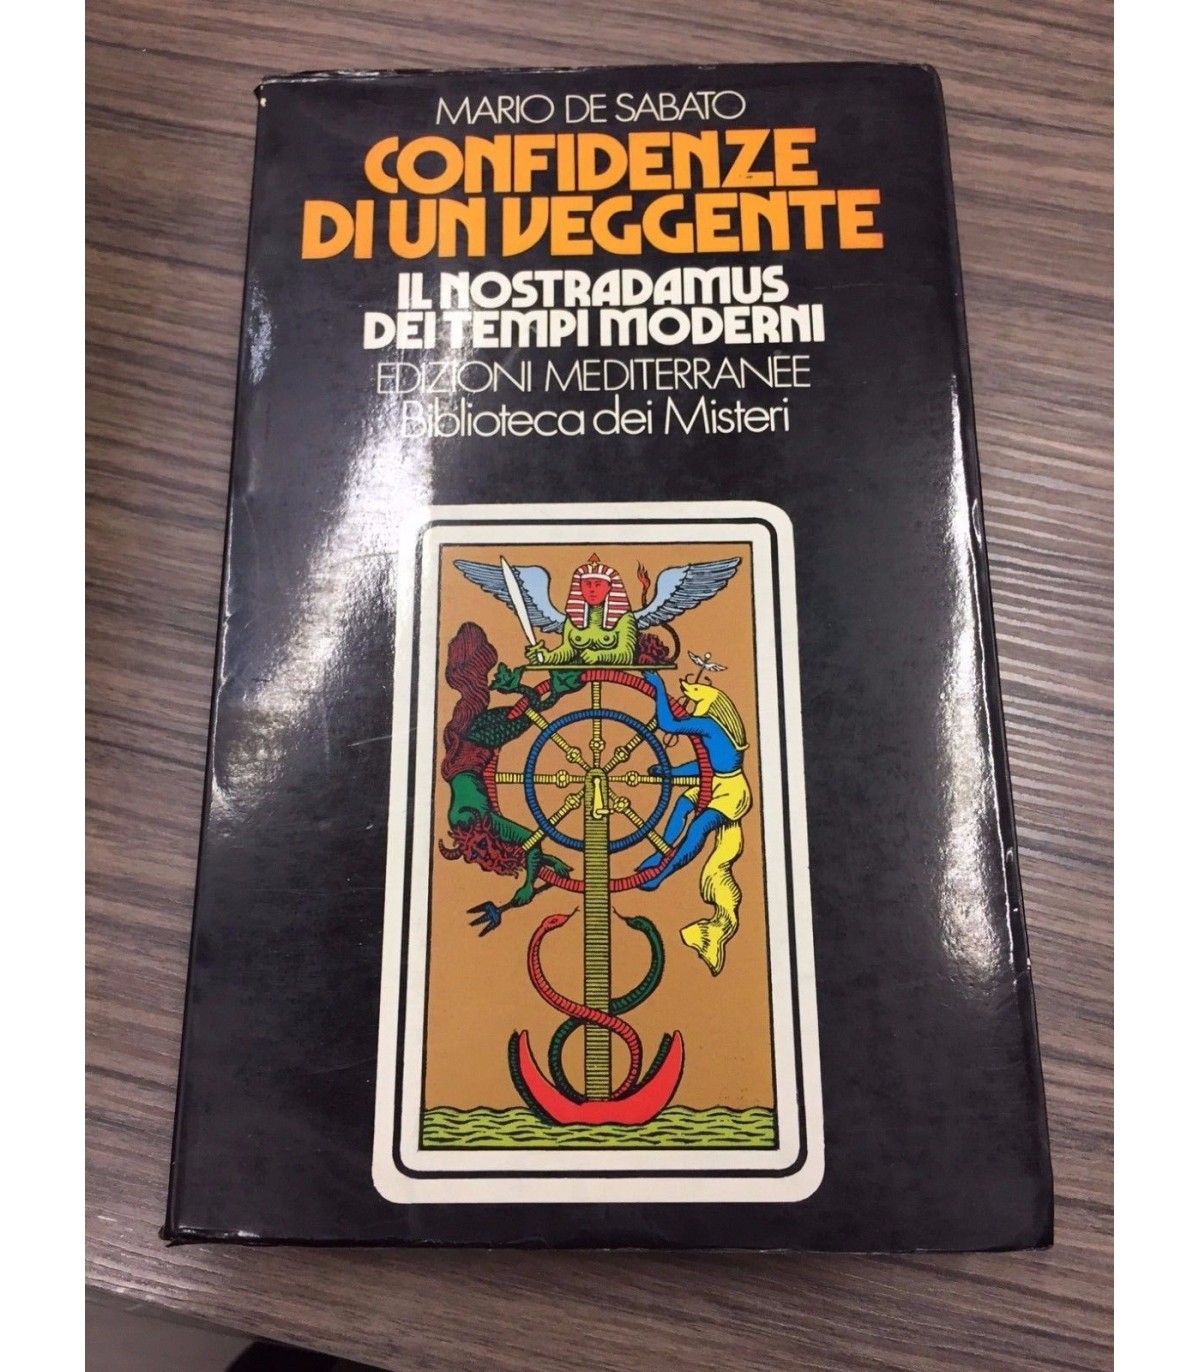 MARIO DE SABATO
CONFIDENZE
DI UN VEGGENTE
IL NOSTRADAMUS
DEI TEMPI MODERNI
EDIZIONI MEDITERRANEE
Biblioteca dei Misteri